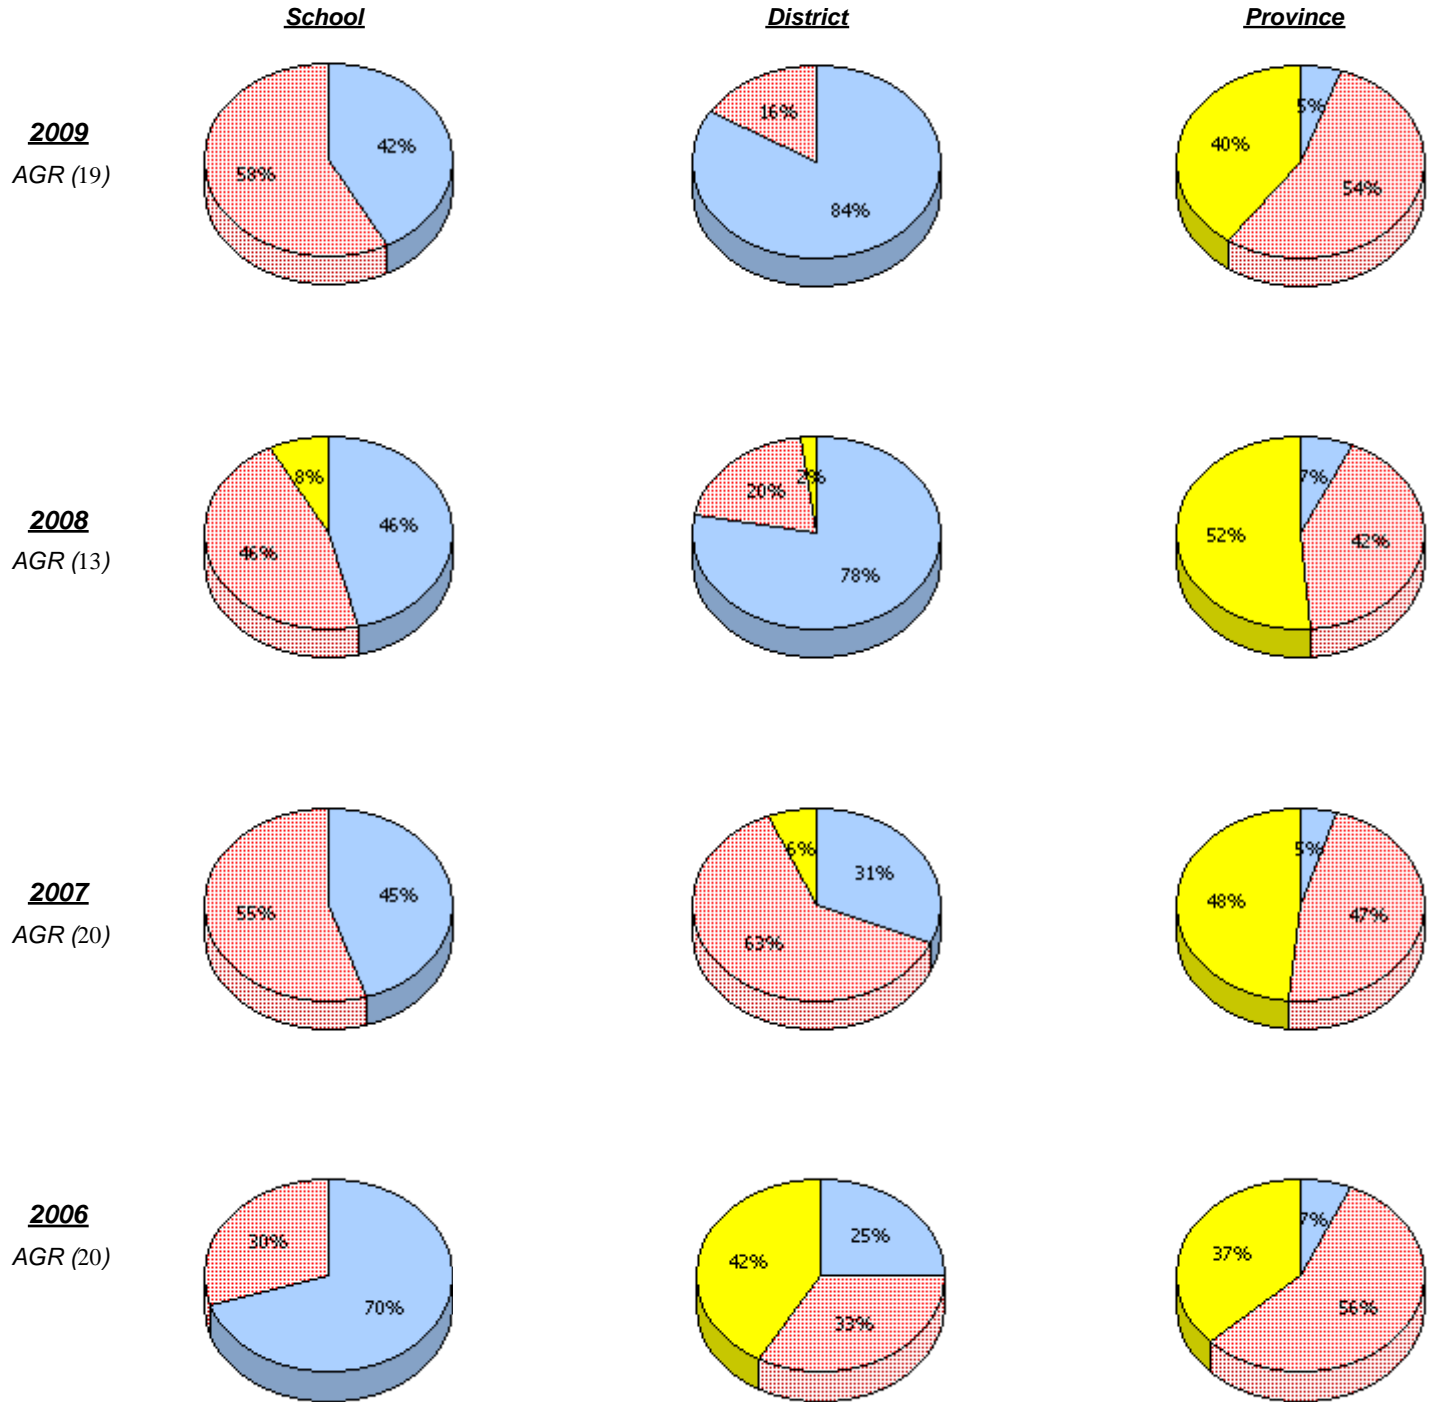 School District Province
2009
AGR (19)
58% 42%
16% 84%
40% 5% 54%
2008
AGR (13)
8% 46% 46%
20% 2% 78%
7% 52% 42%
2007
AGR (20)
55% 45%
6% 31% 63%
5% 48% 47%
2006
AGR (20)
30% 70%
42% 25% 33%
7% 37% 56%